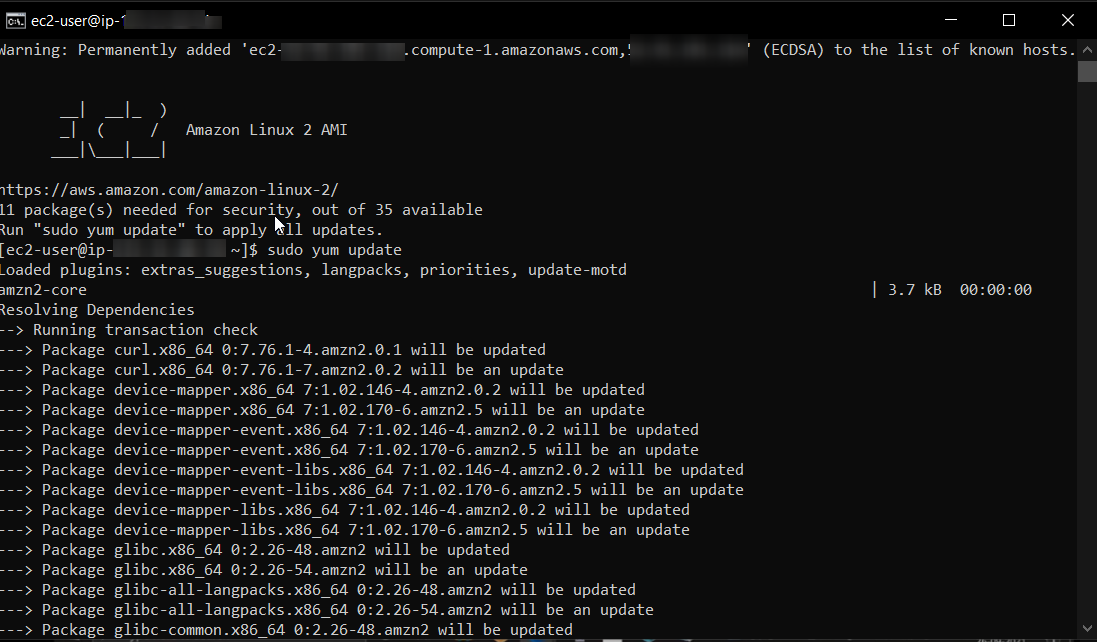 ec2-user@ip-
Warning: Permanently added 'ec2- .compute-1.amazonaws.com, ' (ECDSA) to the list of known hosts.
__|  __|_  )
_|  (     /   Amazon Linux 2 AMI
___|\___|___|
https://aws.amazon.com/amazon-linux-2/
11 package(s) needed for security, out of 35 available
Run "sudo yum update" to apply all updates.
[ec2-user@ip- ~]$ sudo yum update
Loaded plugins: extras_suggestions, langpacks, priorities, update-motd
amzn2-core | 3.7 kB 00:00:00
Resolving Dependencies
--> Running transaction check
---> Package curl.x86_64 0:7.76.1-4.amzn2.0.1 will be updated
---> Package curl.x86_64 0:7.76.1-7.amzn2.0.2 will be an update
---> Package device-mapper.x86_64 7:1.02.146-4.amzn2.0.2 will be updated
---> Package device-mapper.x86_64 7:1.02.170-6.amzn2.5 will be an update
---> Package device-mapper-event.x86_64 7:1.02.146-4.amzn2.0.2 will be updated
---> Package device-mapper-event.x86_64 7:1.02.170-6.amzn2.5 will be an update
---> Package device-mapper-event-libs.x86_64 7:1.02.146-4.amzn2.0.2 will be updated
---> Package device-mapper-event-libs.x86_64 7:1.02.170-6.amzn2.5 will be an update
---> Package device-mapper-libs.x86_64 7:1.02.146-4.amzn2.0.2 will be updated
---> Package device-mapper-libs.x86_64 7:1.02.170-6.amzn2.5 will be an update
---> Package glibc.x86_64 0:2.26-48.amzn2 will be updated
---> Package glibc.x86_64 0:2.26-54.amzn2 will be an update
---> Package glibc-all-langpacks.x86_64 0:2.26-48.amzn2 will be updated
---> Package glibc-all-langpacks.x86_64 0:2.26-54.amzn2 will be an update
---> Package glibc-common.x86_64 0:2.26-48.amzn2 will be updated